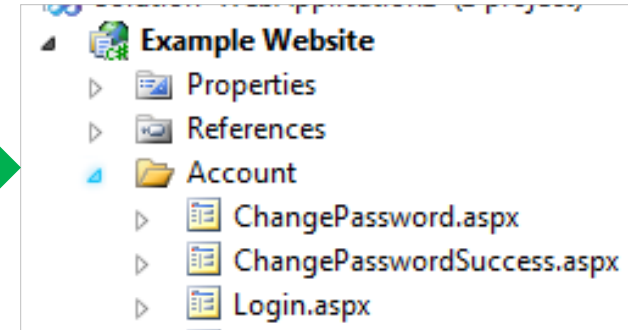 Example Website
Properties
References
Account
ChangePassword.aspx
ChangePasswordSuccess.aspx
Login.aspx